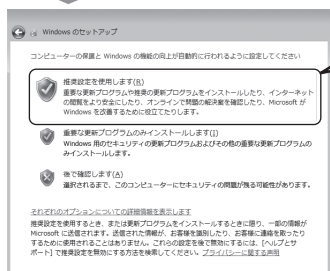 Windows のセットアップ
コンピューターの保護と Windows の機能の向上が自動的に行われるように設定してください
推奨設定を使用します(R)
重要な更新プログラムや推奨の更新プログラムをインストールしたり、インターネット
の閲覧をより安全にしたり、オンラインで問題の解決策を確認したり、Microsoft が
Windows を改善するために役立てたりします。
重要な更新プログラムのみインストールします(I)
Windows 用のセキュリティの更新プログラムおよびその他の重要な更新プログラムの
みインストールします。
後で確認します(A)
選択されるまで、このコンピューターにセキュリティの問題が残る可能性があります。
それぞれのオプションについての詳細情報を表示します
推奨設定を使用するとき、または更新プログラムをインストールするときに限り、一部の情報が
Microsoft に送信されます。送信された情報が、お客様を識別したり、お客様に連絡を取ったり
するために使用されることはありません。これらの設定を後で無効にするには、[ヘルプとサ
ポート] で推奨設定を無効にする方法を検索してください。プライバシーに関する声明